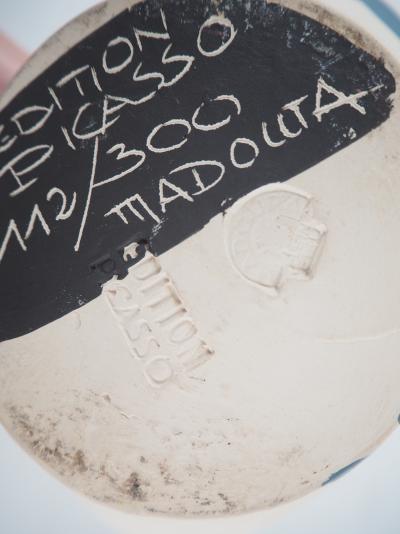 EDITION
PICASSO
112/300
MADOURA
EDITION
PICASSO